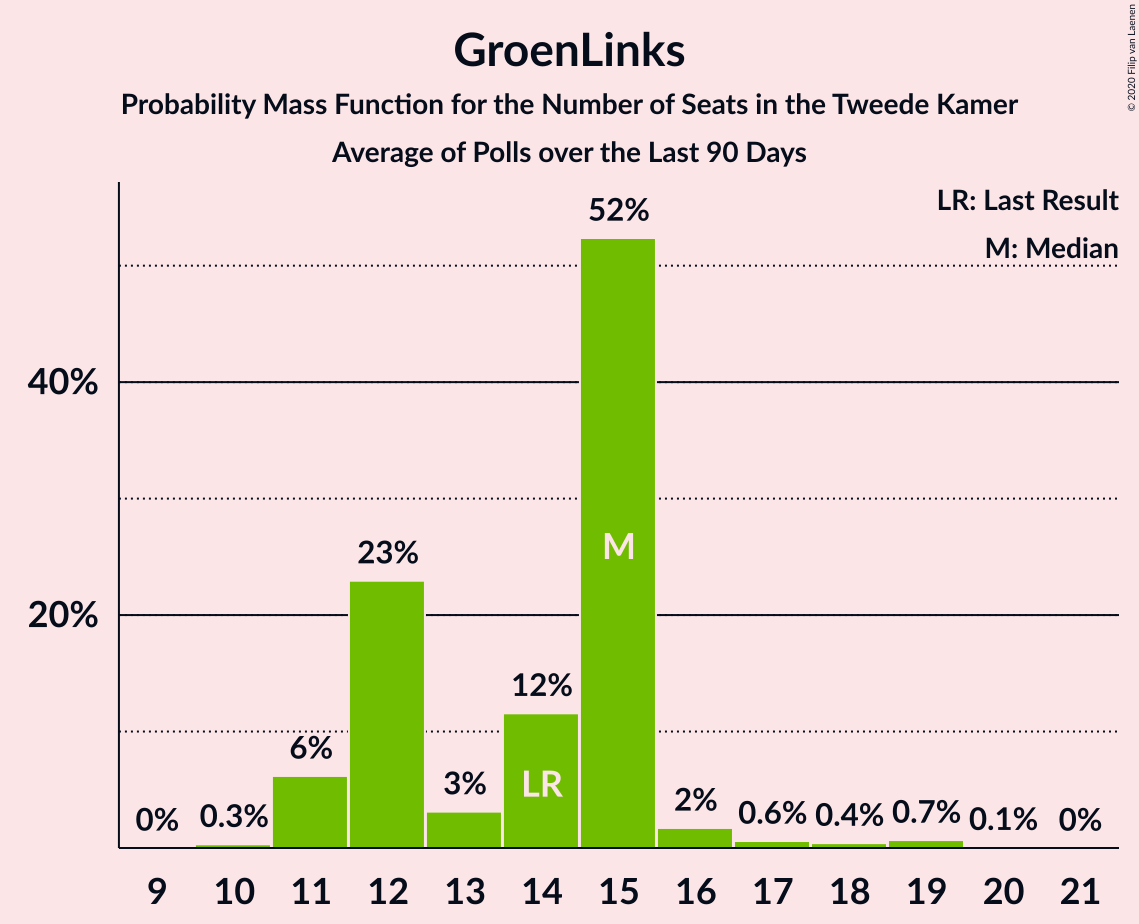 GroenLinks
Probability Mass Function for the Number of Seats in the Tweede Kamer
Average of Polls over the Last 90 Days
© 2020 Filip van Laenen
LR: Last Result
M: Median
40%
20%
0%
0.3%
6%
23%
3%
12%
52%
2%
0.6%
0.4%
0.7%
0.1%
0%
M
LR
9 10 11 12 13 14 15 16 17 18 19 20 21